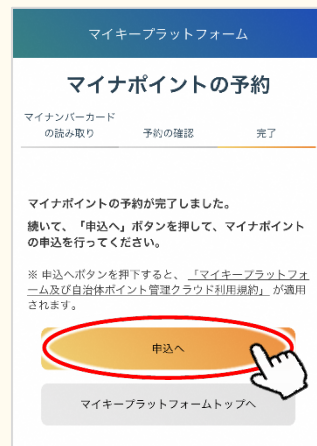 マイキープラットフォーム
マイナポイントの予約
マイナンバーカード
の読み取り
予約の確認
完了
マイナポイントの予約が完了しました。
続いて、「申込へ」ボタンを押して、マイナポイント
の申込を行ってください。
※ 申込へボタンを押下すると、「マイキープラットフォ
ーム及び自治体ポイント管理クラウド利用規約」が適用
されます。
申込へ
マイキープラットフォームトップへ